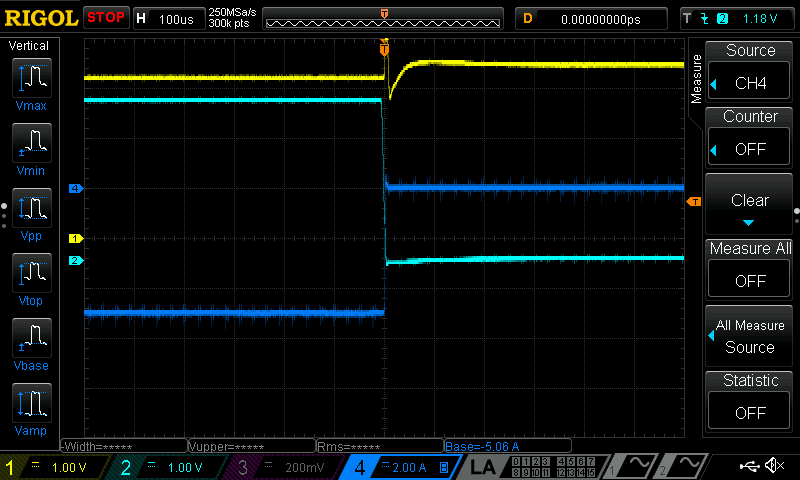 RIGOL STOP H 100us 250MSa/s 300k pts D 0.00000000ps T 2 1.18 V
T
Vertical
Vmax
Vmin
Vpp
Vtop
Vbase
Vamp
4
1
2
T
T
Measure
Source
CH4
Counter
OFF
Clear
Measure All
OFF
All Measure
Source
Statistic
OFF
-Width=***** Vupper=***** Rms=***** Base=-5.06 A
1 = 1.00 V 2 = 1.00 V 3 = 200mV 4 = 2.00 A B LA 0 1 2 3 4 5 6 7 1 2
8 9 10 11 12 13 14 15